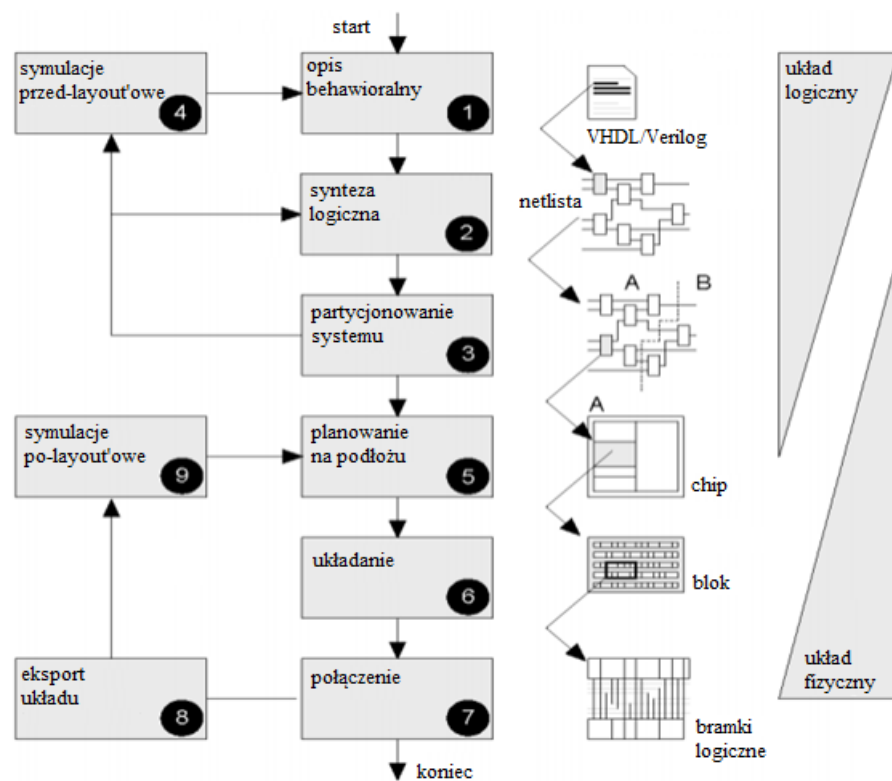 start
symulacje
przed-layout'owe
4
opis
behawioralny
1
VHDL/Verilog
układ
logiczny
synteza
logiczna
2
netlista
partycjonowanie
systemu
3
A
B
symulacje
po-layout'owe
9
planowanie
na podłożu
5
A
chip
układanie
6
blok
eksport
układu
8
połączenie
7
bramki
logiczne
układ
fizyczny
koniec